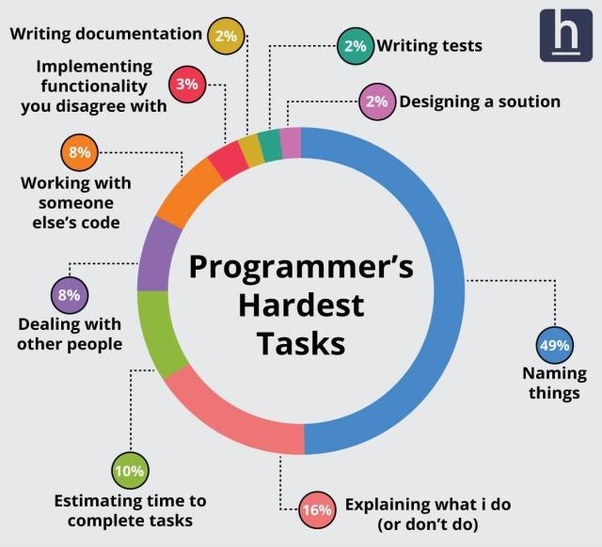 h
Writing documentation
2%
2%
Writing tests
Implementing
functionality
you disagree with
3%
2%
Designing a soution
8%
Working with
someone
else's code
Programmer's
Hardest
Tasks
8%
Dealing with
other people
49%
Naming
things
10%
Estimating time to
complete tasks
16%
Explaining what i do
(or don't do)